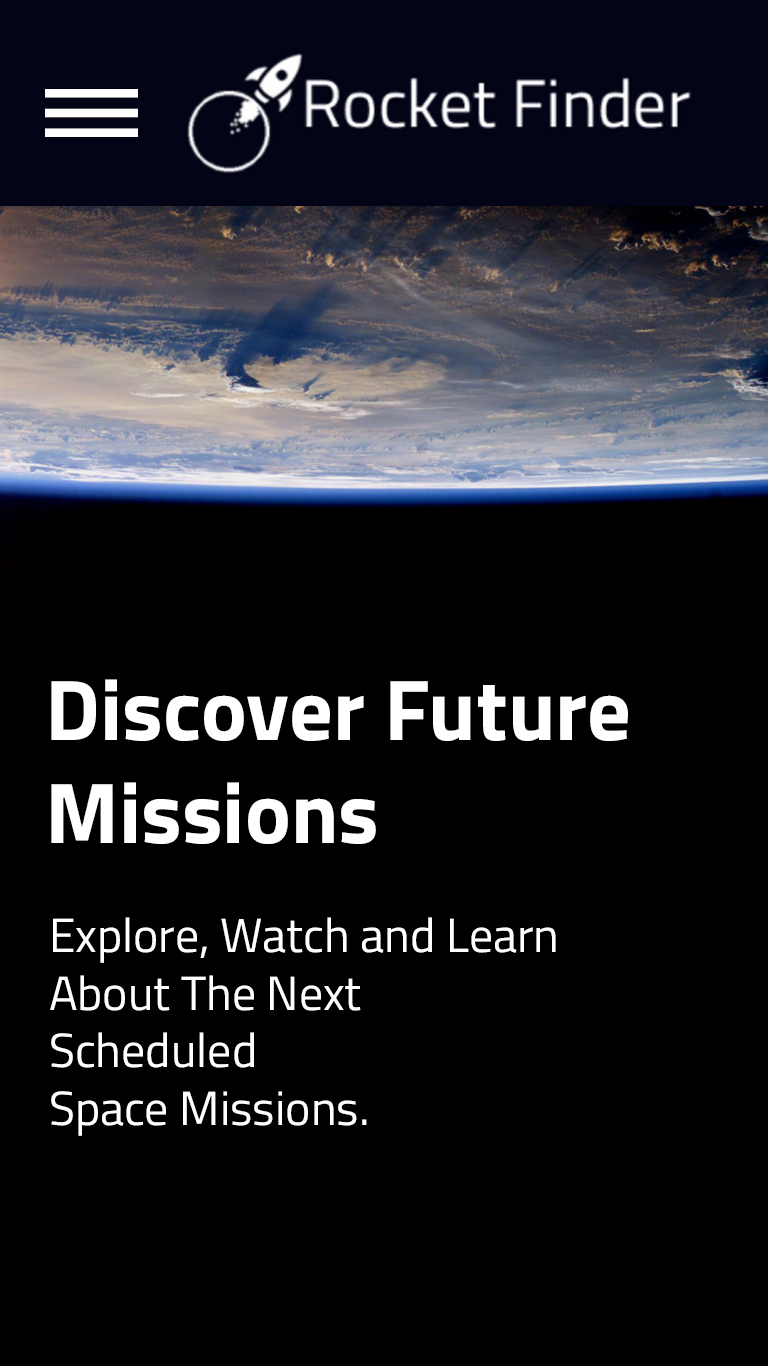 Rocket Finder
Discover Future
Missions
Explore, Watch and Learn
About The Next
Scheduled
Space Missions.